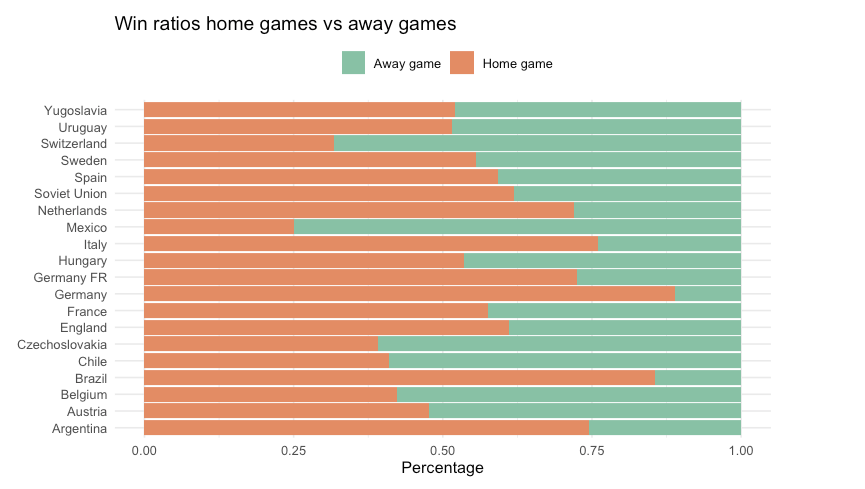 Win ratios home games vs away games
Away game Home game
Yugoslavia
Uruguay
Switzerland
Sweden
Spain
Soviet Union
Netherlands
Mexico
Italy
Hungary
Germany FR
Germany
France
England
Czechoslovakia
Chile
Brazil
Belgium
Austria
Argentina
0.00 0.25 0.50 0.75 1.00
Percentage